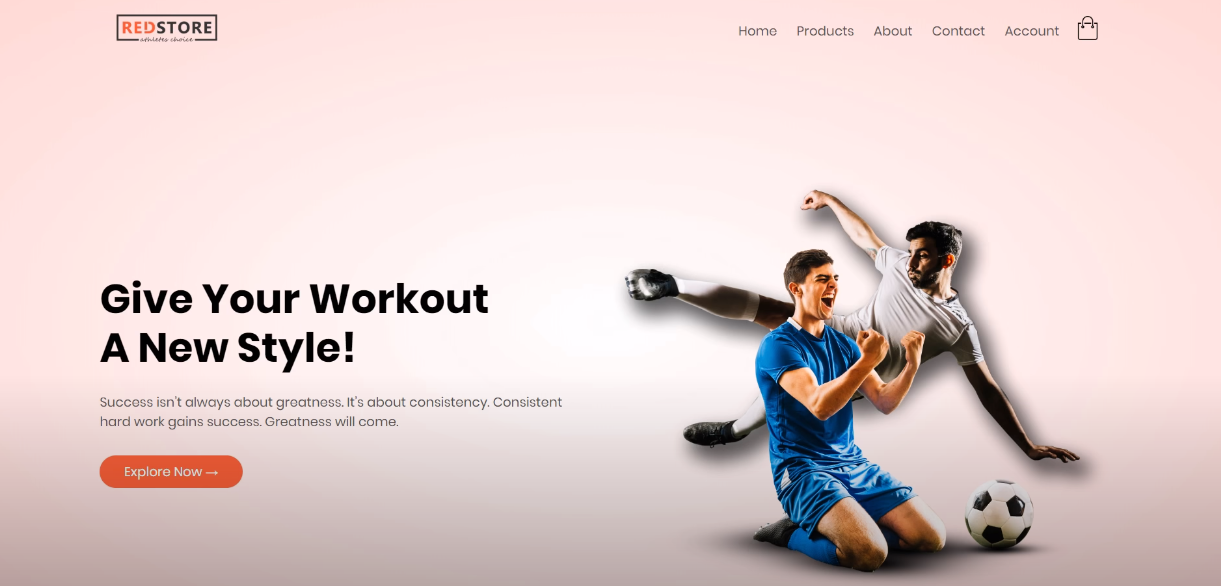 REDSTORE
athletes choice
Home Products About Contact Account
Give Your Workout
A New Style!
Success isn't always about greatness. It's about consistency. Consistent
hard work gains success. Greatness will come.
Explore Now →